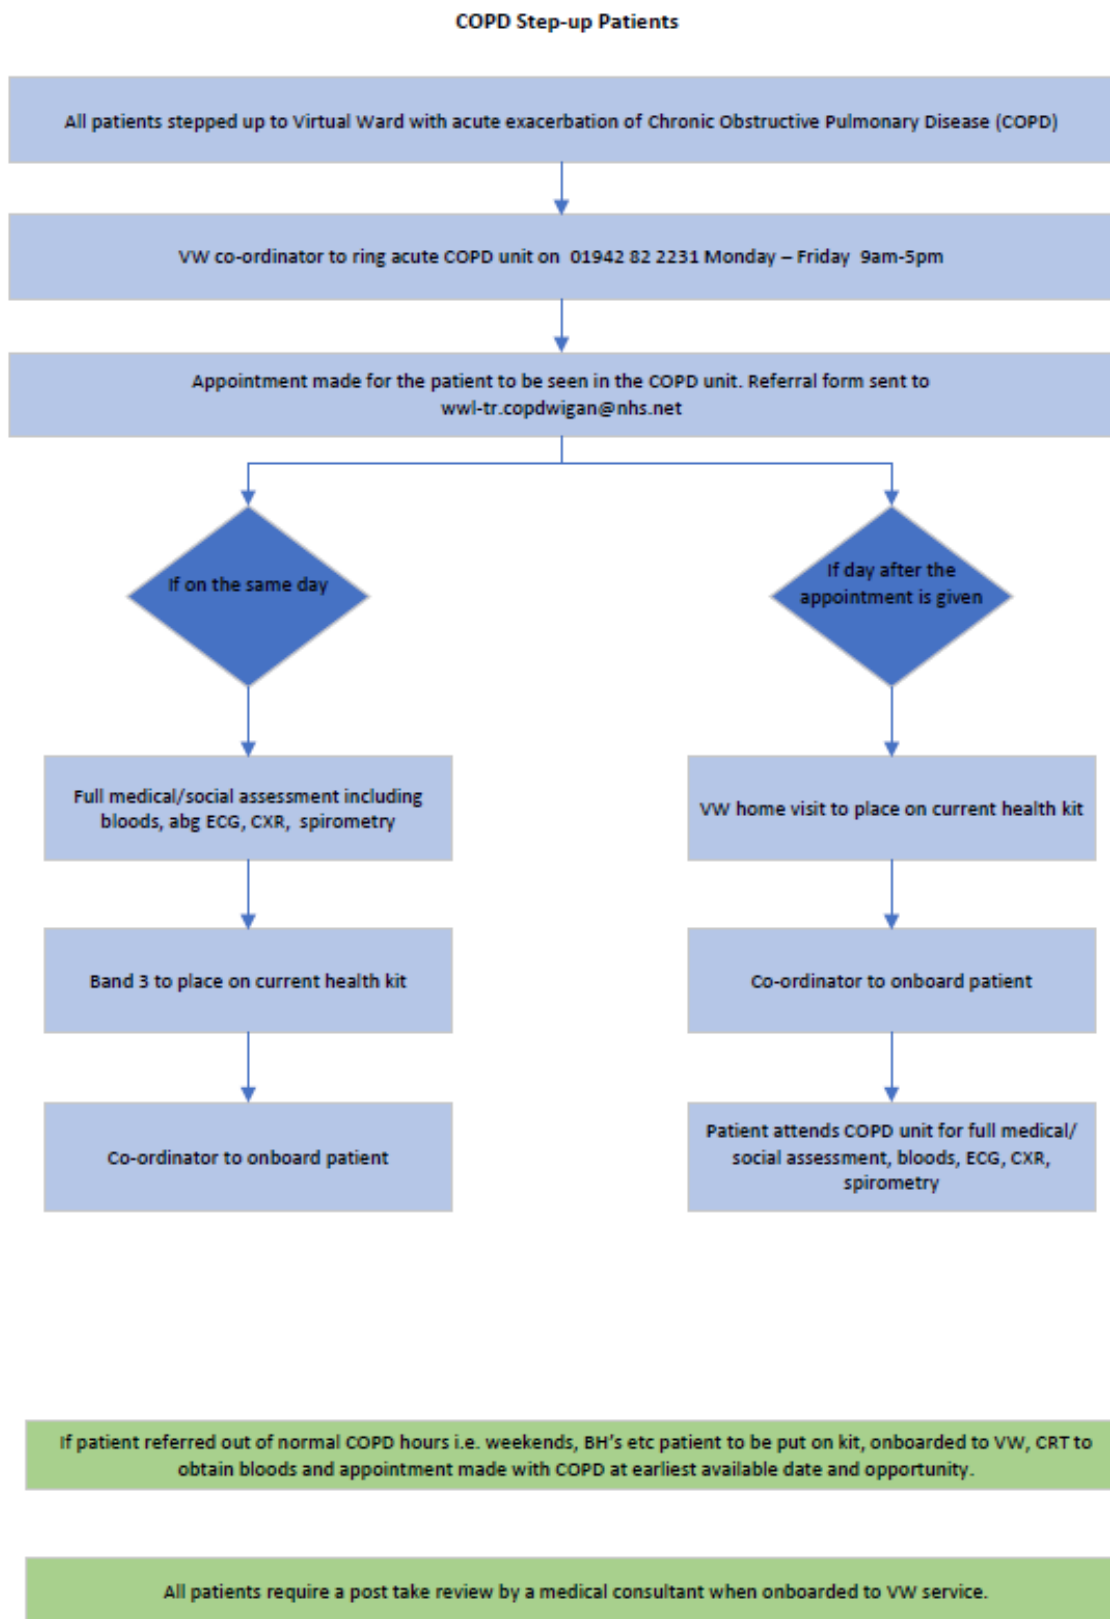 COPD Step-up Patients
All patients stepped up to Virtual Ward with acute exacerbation of Chronic Obstructive Pulmonary Disease (COPD)
VW co-ordinator to ring acute COPD unit on 01942 82 2231 Monday – Friday 9am-5pm
Appointment made for the patient to be seen in the COPD unit. Referral form sent to
wwl-tr.copdwigan@nhs.net
If on the same day
If day after the
appointment is given
Full medical/social assessment including
bloods, abg ECG, CXR, spirometry
VW home visit to place on current health kit
Band 3 to place on current health kit
Co-ordinator to onboard patient
Co-ordinator to onboard patient
Patient attends COPD unit for full medical/
social assessment, bloods, ECG, CXR,
spirometry
If patient referred out of normal COPD hours i.e. weekends, BH's etc patient to be put on kit, onboarded to VW, CRT to
obtain bloods and appointment made with COPD at earliest available date and opportunity.
All patients require a post take review by a medical consultant when onboarded to VW service.